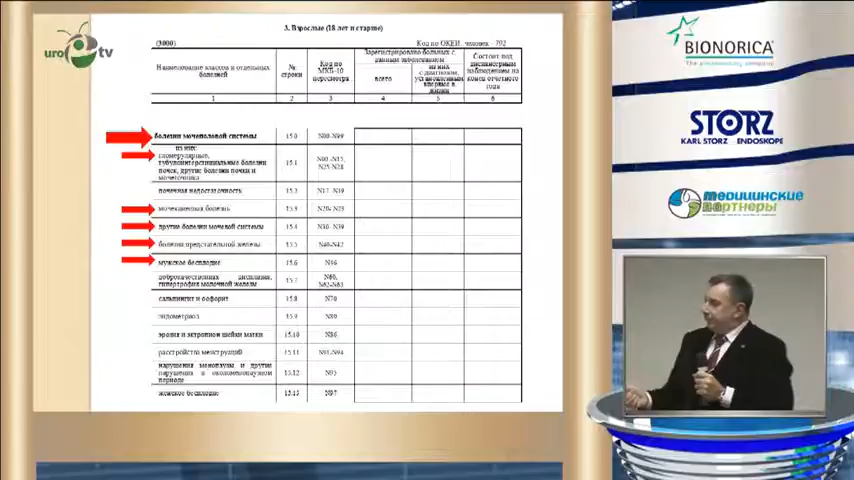 uro tv
3. Взрослые (18 лет и старше)
(3000)
Код по ОКЕИ: человек - 792
Наименование классов и отдельных болезней
№ строки
Код по МКБ-10 пересмотра
Зарегистрировано больных с данным заболеванием
всего
из них с диагнозом, установленным впервые в жизни
Состоит под диспансерным наблюдением на конец отчетного года
1 2 3 4 5 6
болезни мочеполовой системы 15.0 N00-N99
из них:
гломерулярные,
тубулоинтерстициальные болезни 15.1
почек, другие болезни почки и
мочеточника N25-N28
почечная недостаточность 15.2 N17-N19
мочекаменная болезнь 15.3
другие болезни мочевой системы 15.4 N30-N39
болезни предстательной железы 15.5 N40-N42
мужское бесплодие 15.6 N46
доброкачественная дисплазия, 15.7 N60,
гипертрофия молочной железы N62-N63
сальпингит и оофорит 15.8 N70
эндометриоз 15.9 N80
эрозия и эктропион шейки матки 15.10 N86
расстройства менструаций 15.11 N91-N94
нарушения менопаузы и другие
нарушения в околоменопаузном 15.12 N95
периоде
женское бесплодие 15.13 N97
BIONORICA®
The phytoneering company
STORZ
KARL STORZ ENDOSKOPE
медицинские
партнеры